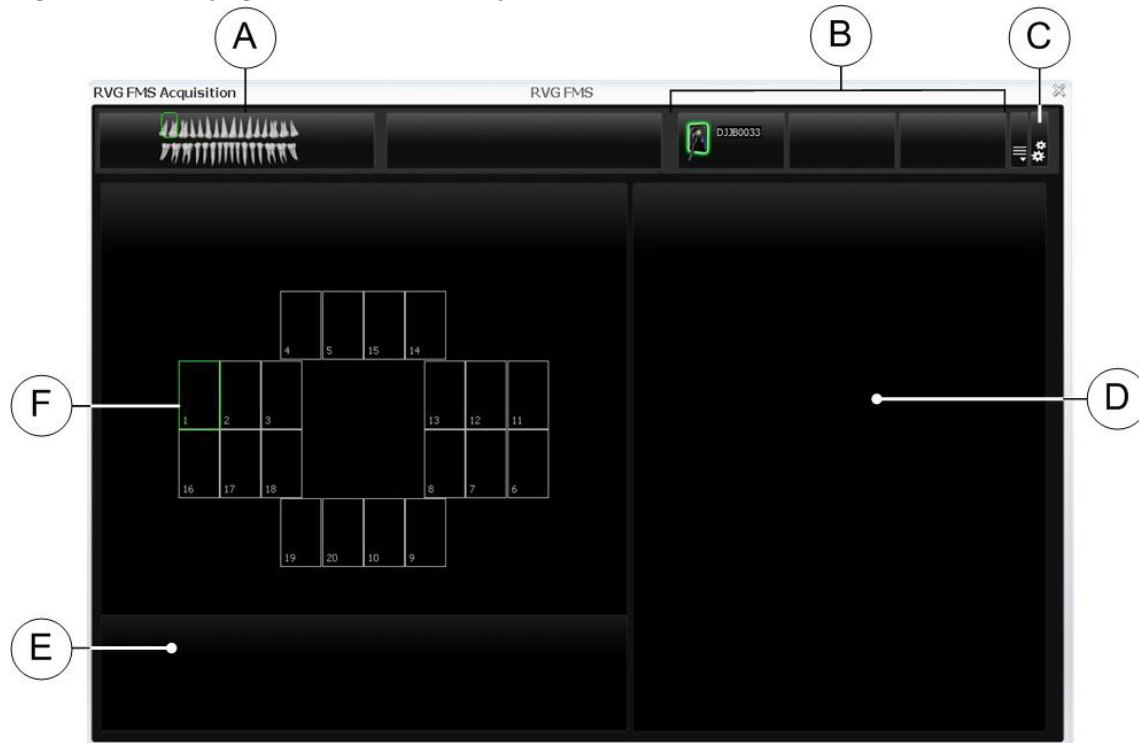 A
B
C
RVG FMS Acquisition
RVG FMS
DJJB0033
4 5 15 14
F
1 2 3 13 12 11
D
16 17 18 8 7 6
19 20 10 9
E